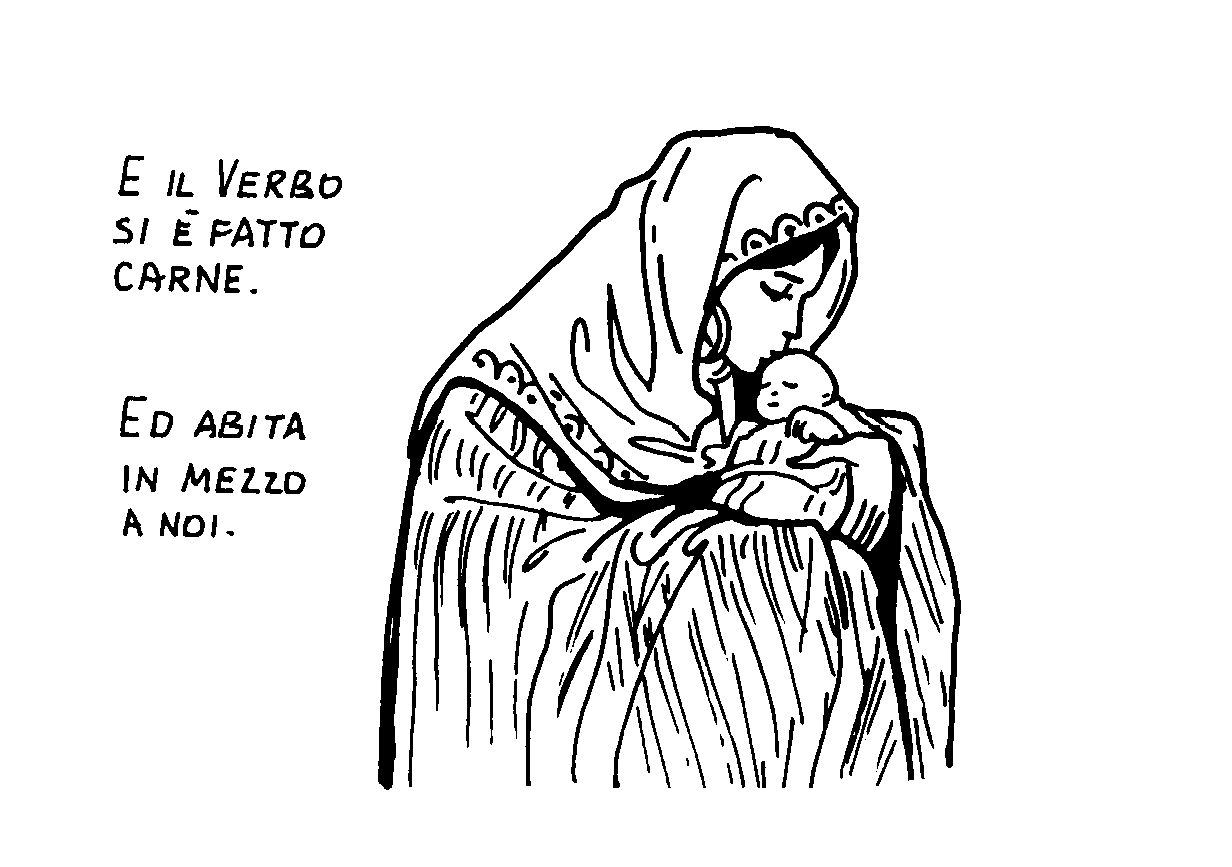 E IL VERBO
SI È FATTO
CARNE.
ED ABITA
IN MEZZO
A NOI.